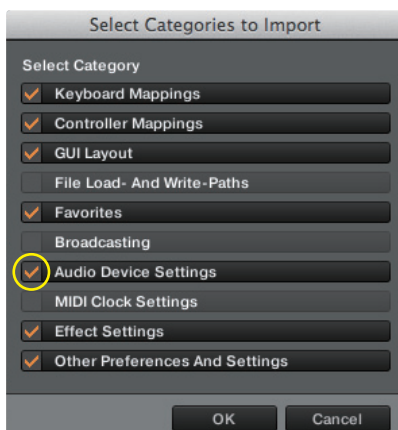 Select Categories to Import
Select Category
Keyboard Mappings
Controller Mappings
GUI Layout
File Load- And Write-Paths
Favorites
Broadcasting
Audio Device Settings
MIDI Clock Settings
Effect Settings
Other Preferences And Settings
OK Cancel